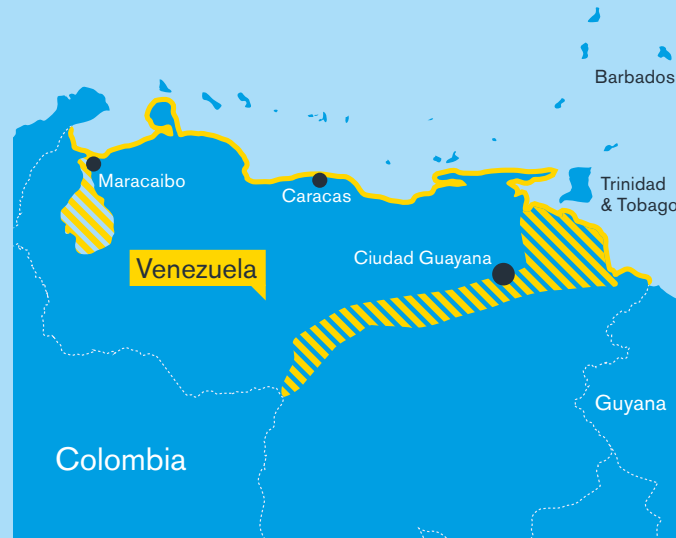 Barbados
Maracaibo
Caracas
Trinidad
& Tobago
Ciudad Guayana
Venezuela
Guyana
Colombia